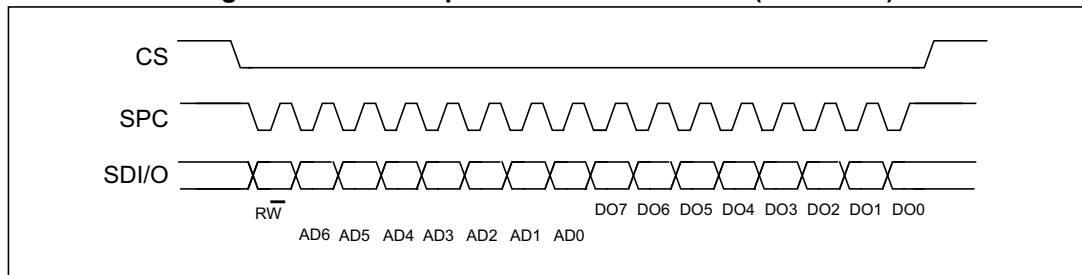 CS
SPC
SDI/O
RW
DO7 DO6 DO5 DO4 DO3 DO2 DO1 DO0
AD6 AD5 AD4 AD3 AD2 AD1 AD0